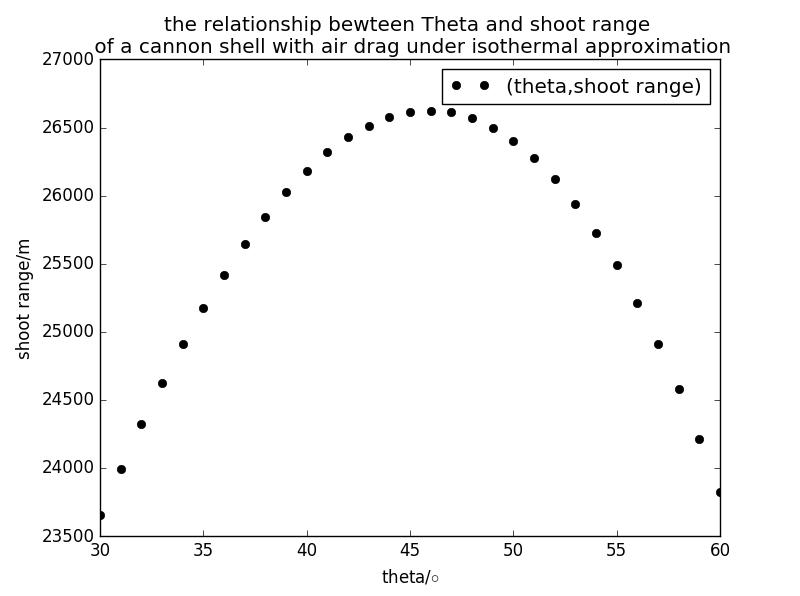 the relationship bewteen Theta and shoot range
of a cannon shell with air drag under isothermal approximation
(theta,shoot range)
27000
26500
26000
25500
25000
24500
24000
23500
shoot range/m
30 35 40 45 50 55 60
theta/○